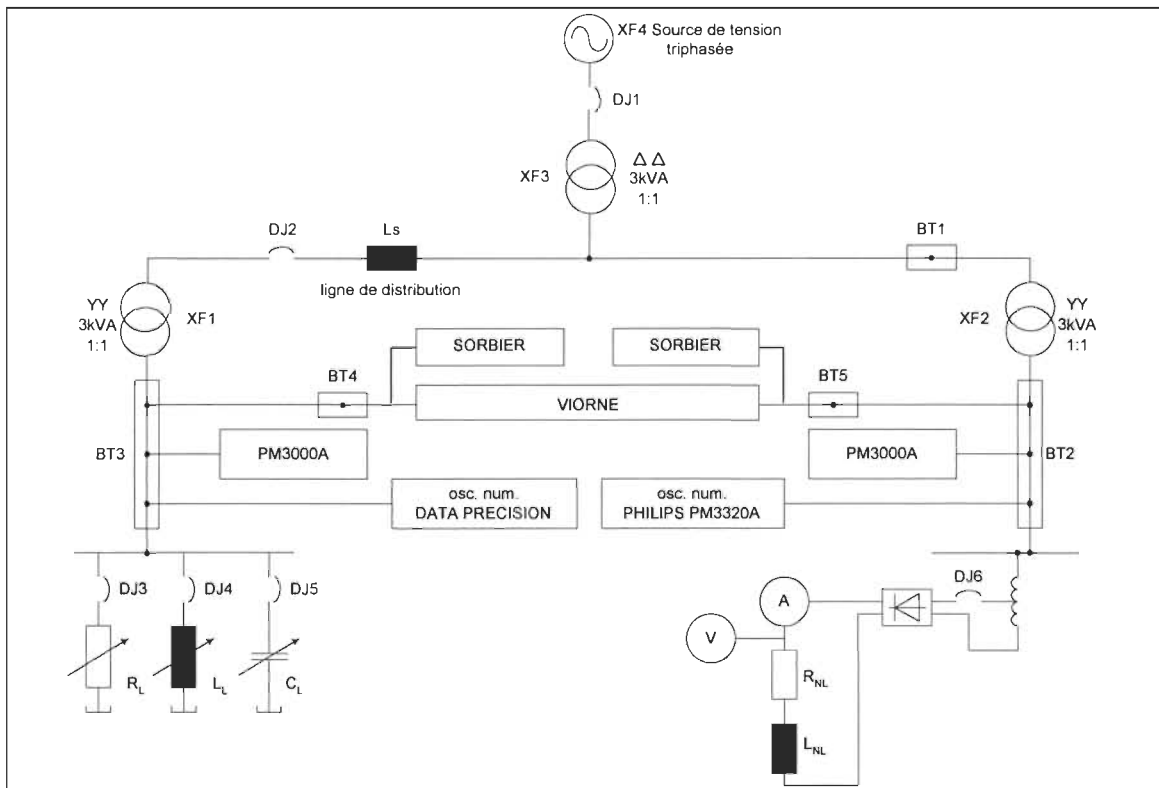 XF4 Source de tension
triphasée
DJ1
XF3
Δ Δ
3kVA
1:1
DJ2
Ls
BT1
ligne de distribution
YY
3kVA
1:1
XF1
XF2
YY
3kVA
1:1
SORBIER
SORBIER
BT4
BT5
VIORNE
BT3
PM3000A
PM3000A
BT2
osc. num.
DATA PRECISION
osc. num.
PHILIPS PM3320A
DJ3
DJ4
DJ5
DJ6
A
V
R_L
L_L
C_L
R_NL
L_NL